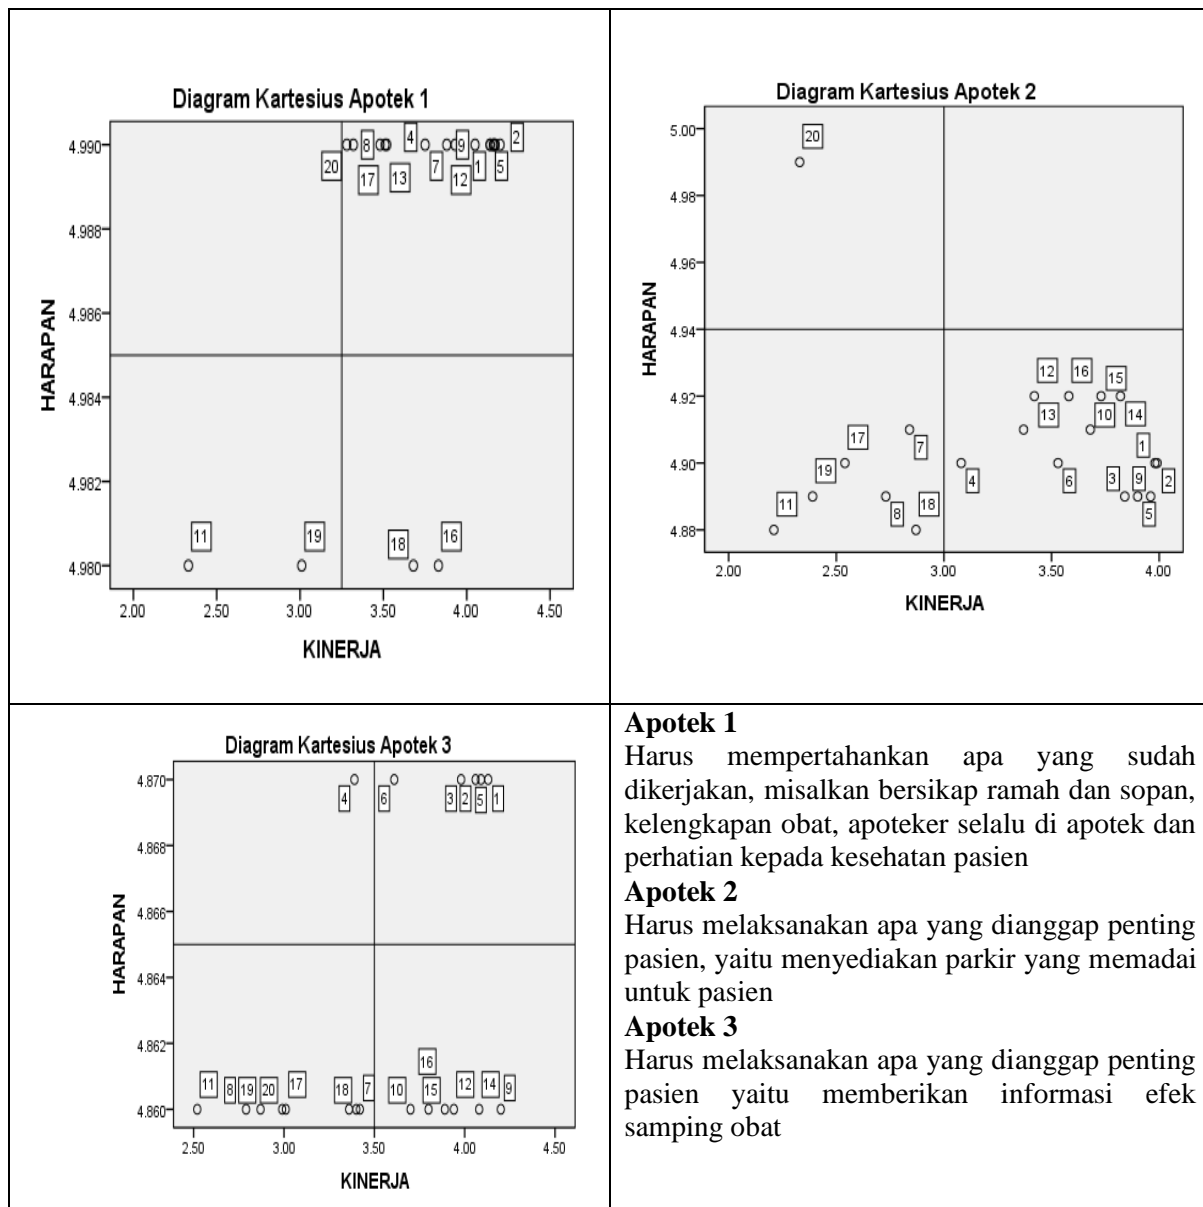 Diagram Kartesius Apotek 1
HARAPAN
4.990
4.988
4.986
4.984
4.982
4.980
20
8
17
4
13
7
9
12
1
5
2
11
19
18
16
2.00 2.50 3.00 3.50 4.00 4.50
KINERJA
Diagram Kartesius Apotek 2
HARAPAN
5.00
4.98
4.96
4.94
4.92
4.90
4.88
20
12
16
15
13
10
14
17
7
1
19
4
6
3
9
2
11
8
18
5
2.00 2.50 3.00 3.50 4.00
KINERJA
Diagram Kartesius Apotek 3
HARAPAN
4.870
4.868
4.866
4.864
4.862
4.860
4 6 3 2 5 1
16
11 8 19 20 17 18 7 10 15 12 14 9
2.50 3.00 3.50 4.00 4.50
KINERJA
Apotek 1
Harus mempertahankan apa yang sudah
dikerjakan, misalkan bersikap ramah dan sopan,
kelengkapan obat, apoteker selalu di apotek dan
perhatian kepada kesehatan pasien
Apotek 2
Harus melaksanakan apa yang dianggap penting
pasien, yaitu menyediakan parkir yang memadai
untuk pasien
Apotek 3
Harus melaksanakan apa yang dianggap penting
pasien yaitu memberikan informasi efek
samping obat